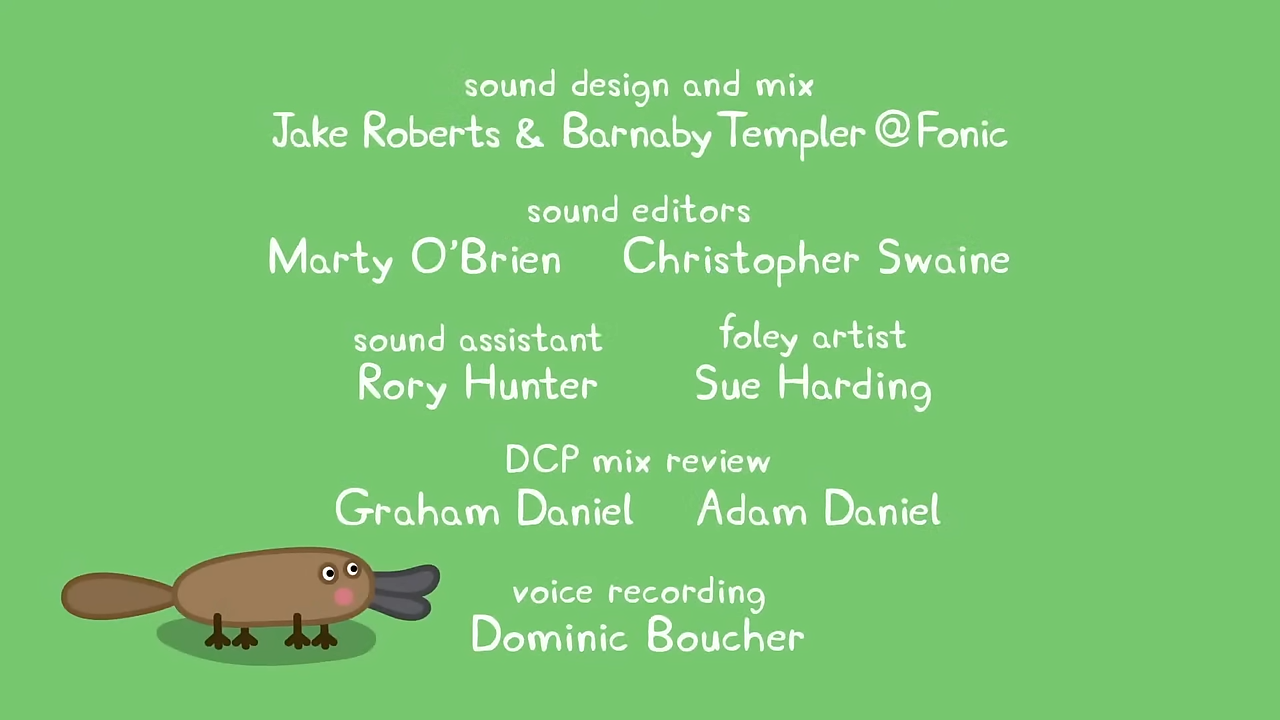 sound design and mix
Jake Roberts & Barnaby Templer @Fonic
sound editors
Marty O'Brien Christopher Swaine
sound assistant foley artist
Rory Hunter Sue Harding
DCP mix review
Graham Daniel Adam Daniel
voice recording
Dominic Boucher